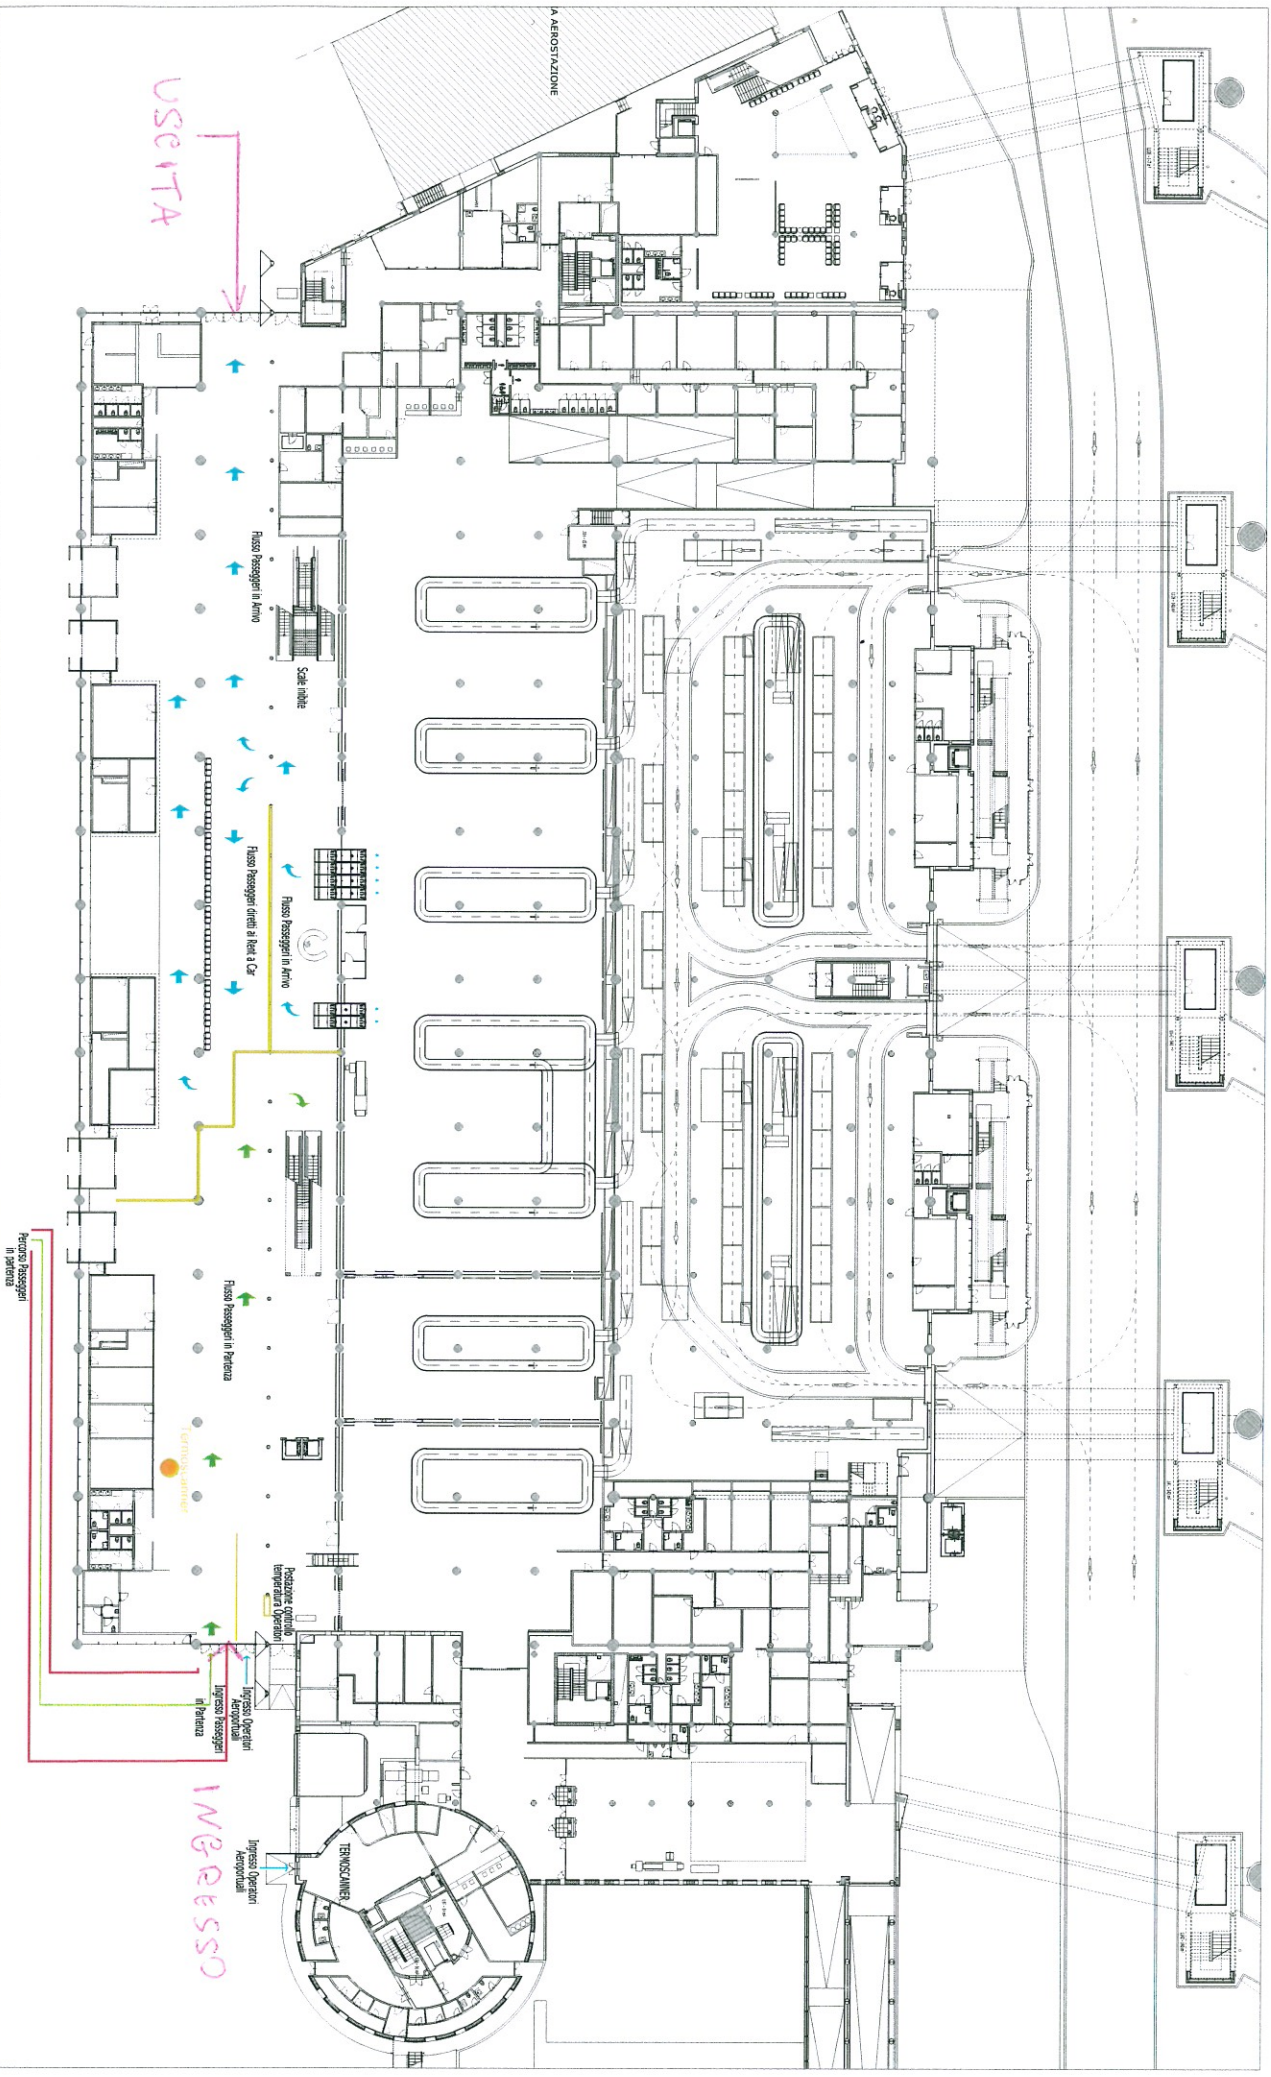 A AEROSTAZIONE
USCITA
Flusso Passeggeri in Arrivo
Scale inibite
Flusso Passeggeri diretti ai Rent a Car
Flusso Passeggeri in Arrivo
Flusso Passeggeri in Partenza
Percorso Passeggeri
in partenza
Termoscanner
Postazione controllo
temperatura Operatori
Ingresso Operatori
Aeroportuali
Ingresso Passeggeri
in Partenza
INGRESSO
Ingresso Operatori
Aeroportuali
TERMOSCANNER